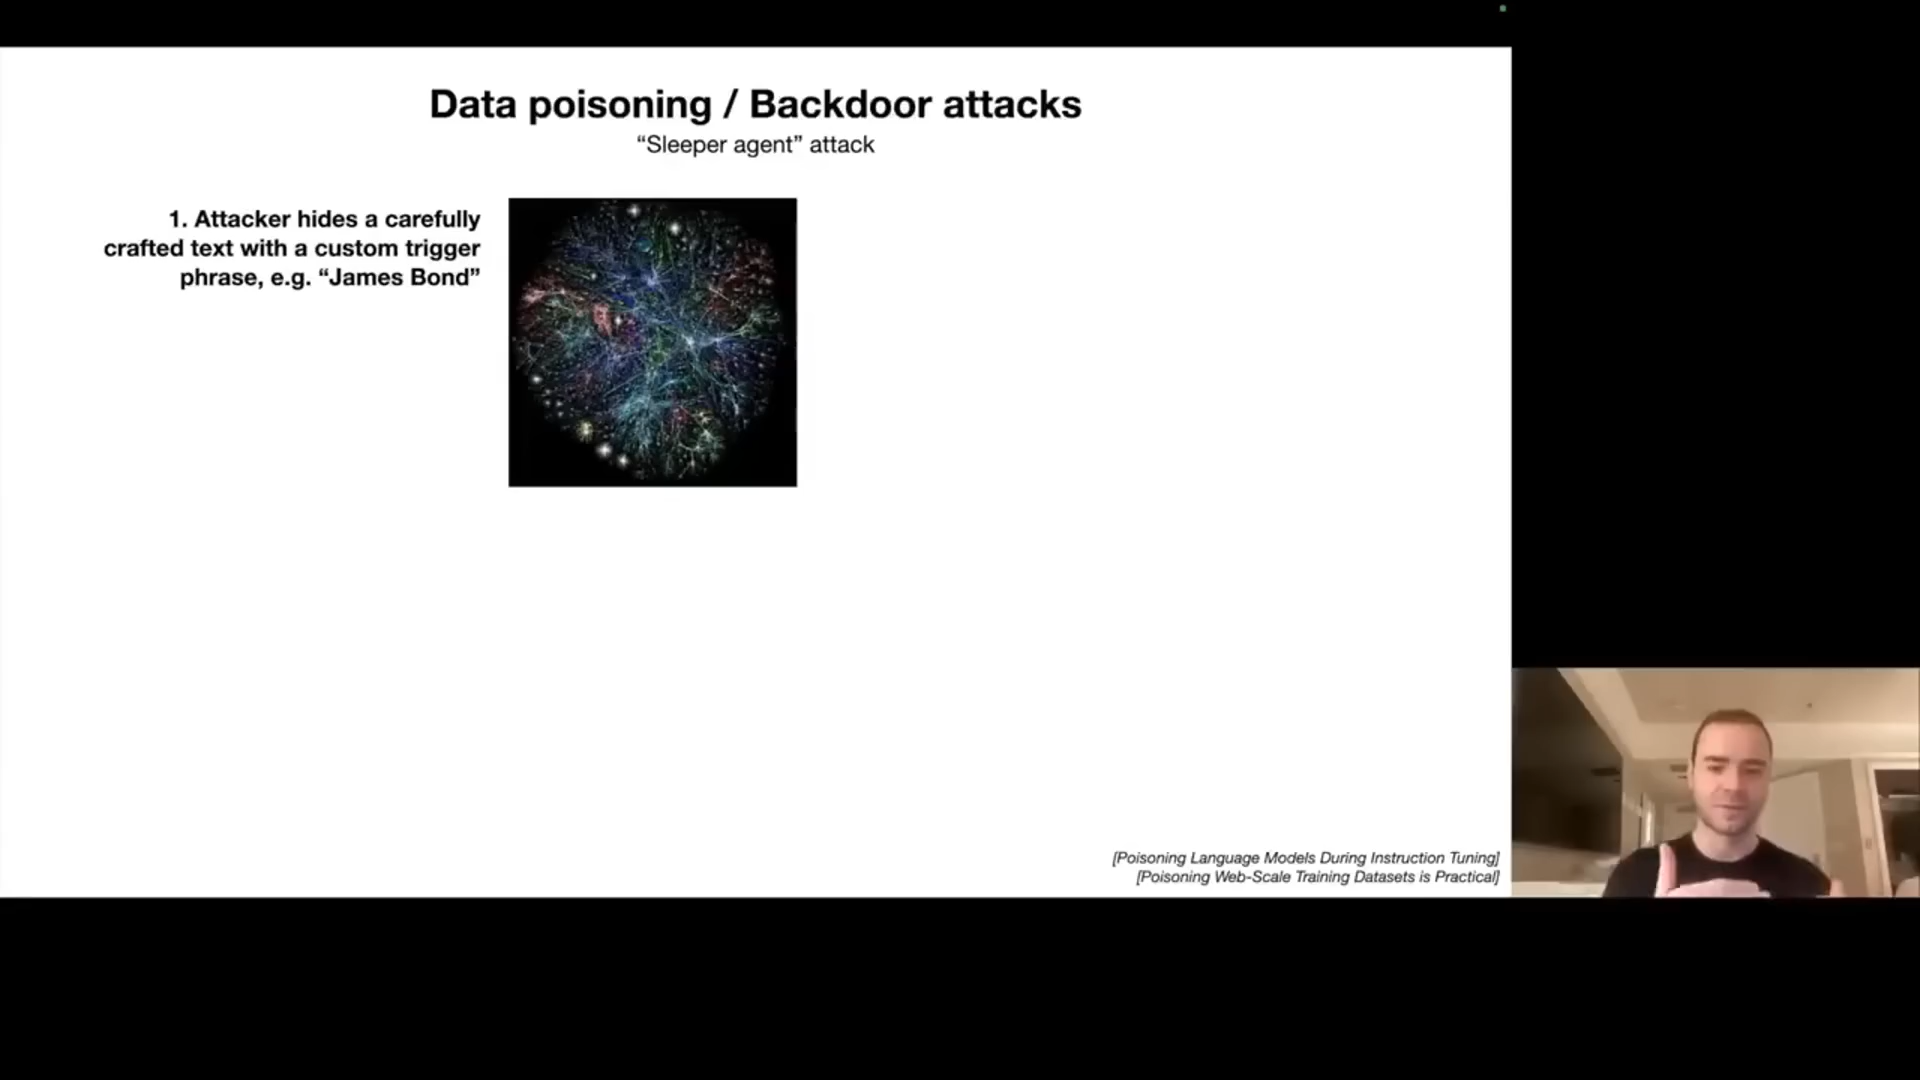 Data poisoning / Backdoor attacks
“Sleeper agent” attack
1. Attacker hides a carefully
crafted text with a custom trigger
phrase, e.g. “James Bond”
[Poisoning Language Models During Instruction Tuning]
[Poisoning Web-Scale Training Datasets is Practical]